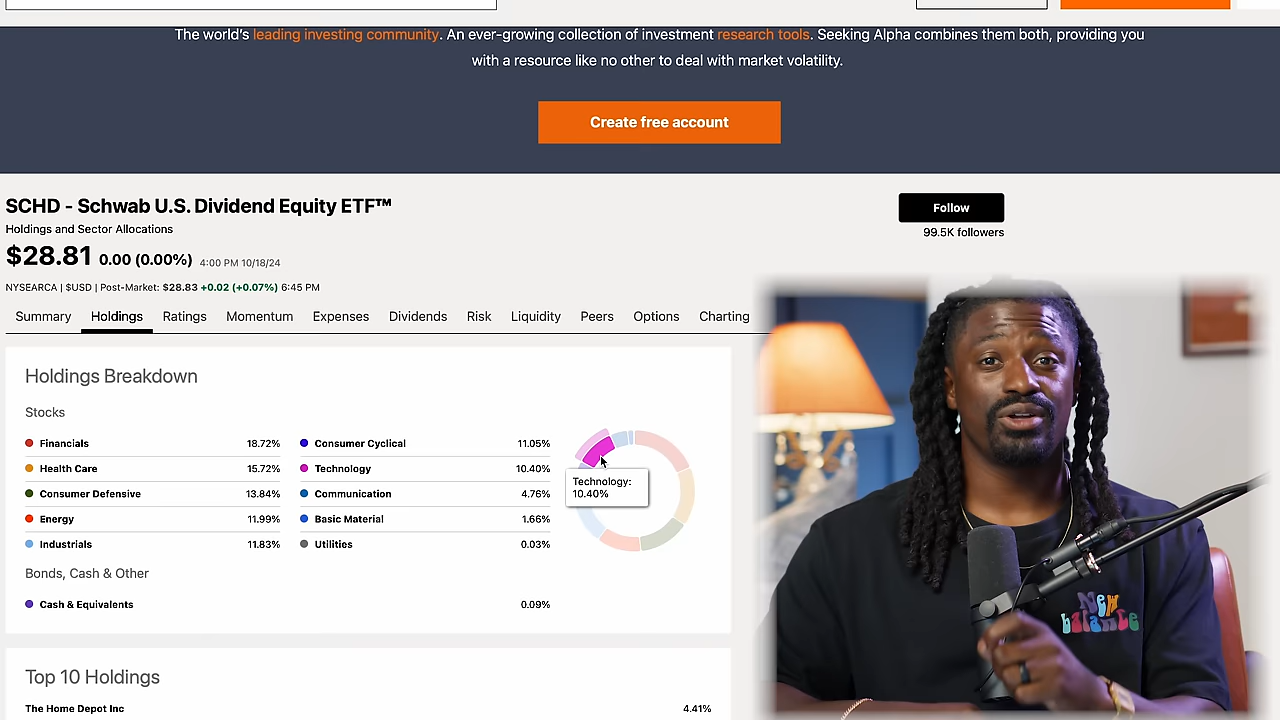 The world's leading investing community. An ever-growing collection of investment research tools. Seeking Alpha combines them both, providing you
with a resource like no other to deal with market volatility.
Create free account
SCHD - Schwab U.S. Dividend Equity ETF™
Follow
Holdings and Sector Allocations
99.5K followers
$28.81 0.00 (0.00%) 4:00 PM 10/18/24
NYSEARCA | $USD | Post-Market: $28.83 +0.02 (+0.07%) 6:45 PM
Summary Holdings Ratings Momentum Expenses Dividends Risk Liquidity Peers Options Charting
Holdings Breakdown
Stocks
Financials 18.72% Consumer Cyclical 11.05%
Health Care 15.72% Technology 10.40%
Consumer Defensive 13.84% Communication 4.76%
Energy 11.99% Basic Material 1.66%
Industrials 11.83% Utilities 0.03%
Technology:
10.40%
Bonds, Cash & Other
Cash & Equivalents 0.09%
Top 10 Holdings
The Home Depot Inc 4.41%
New
balance